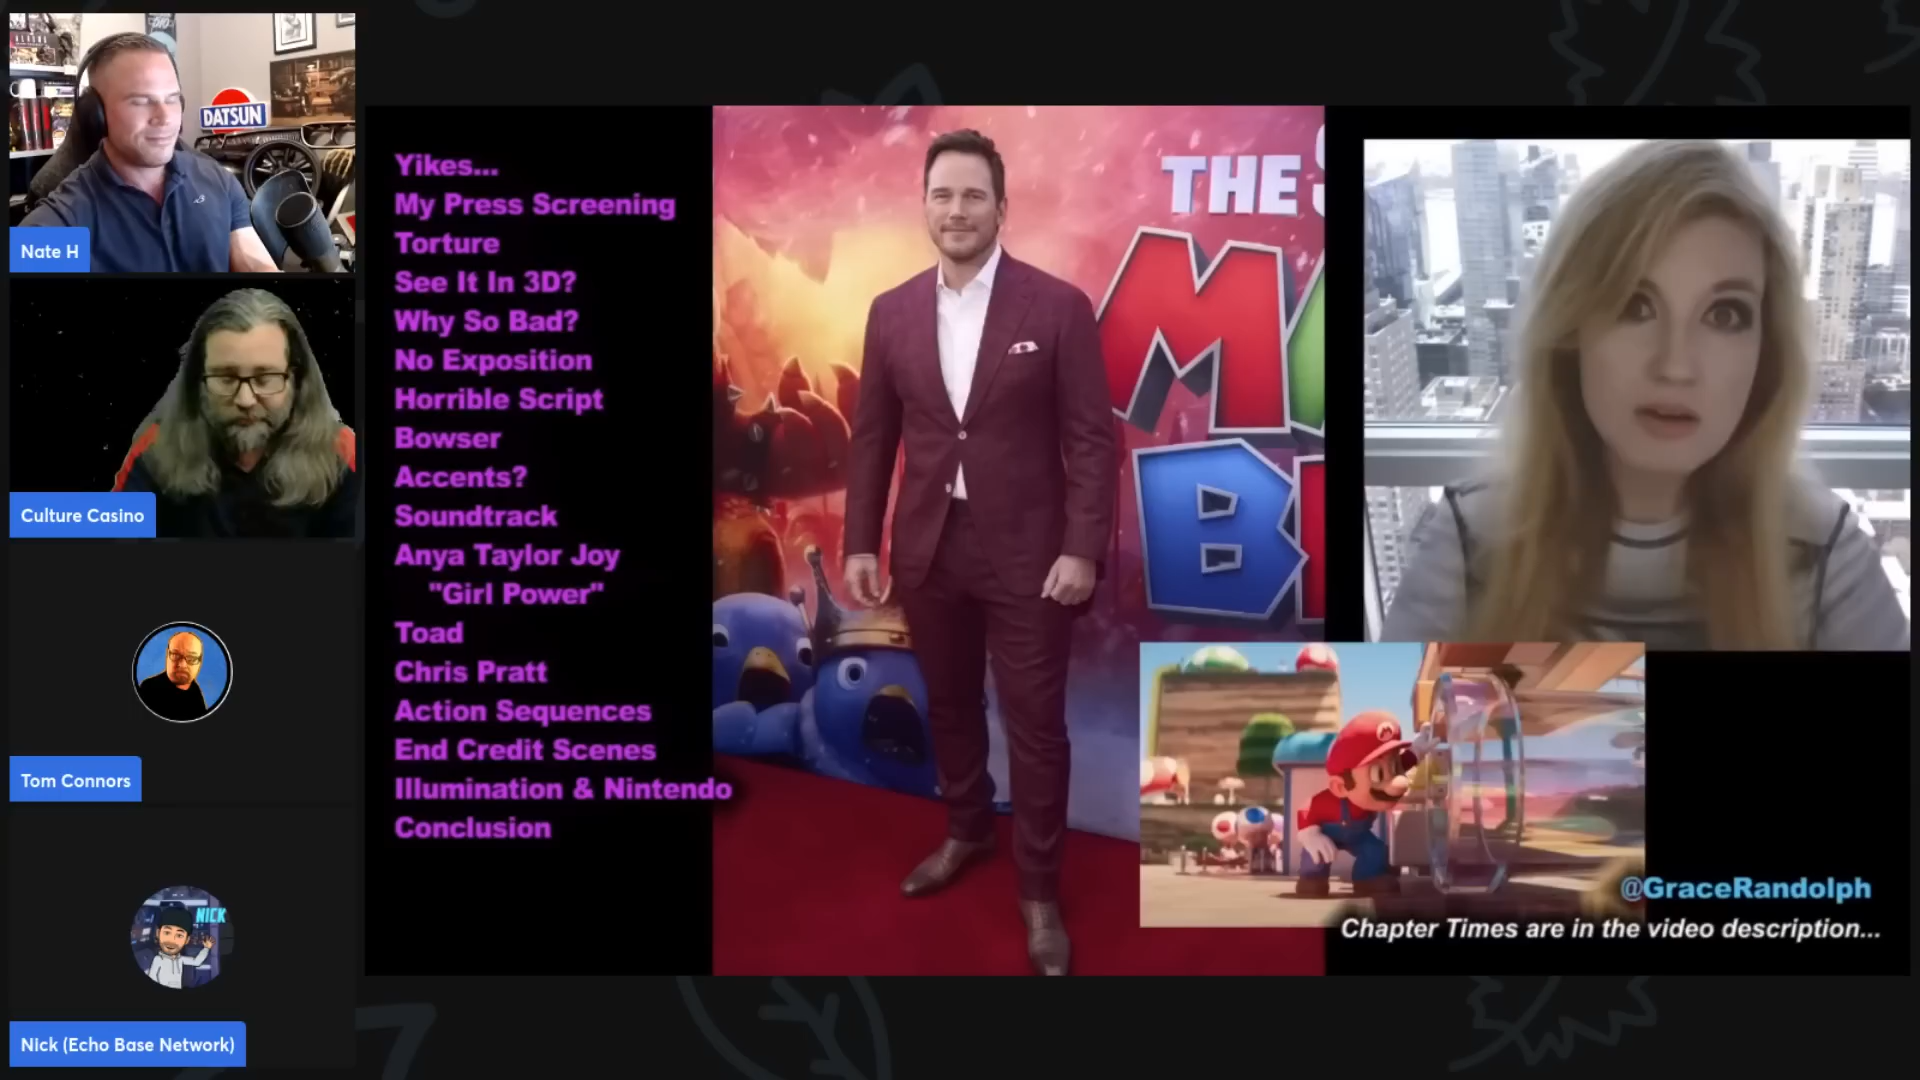 DATSUN
Nate H
Culture Casino
Tom Connors
NICK
Nick (Echo Base Network)
Yikes...
My Press Screening
Torture
See It In 3D?
Why So Bad?
No Exposition
Horrible Script
Bowser
Accents?
Soundtrack
Anya Taylor Joy
"Girl Power"
Toad
Chris Pratt
Action Sequences
End Credit Scenes
Illumination & Nintendo
Conclusion
THE
M
B
@GraceRandolph
Chapter Times are in the video description...